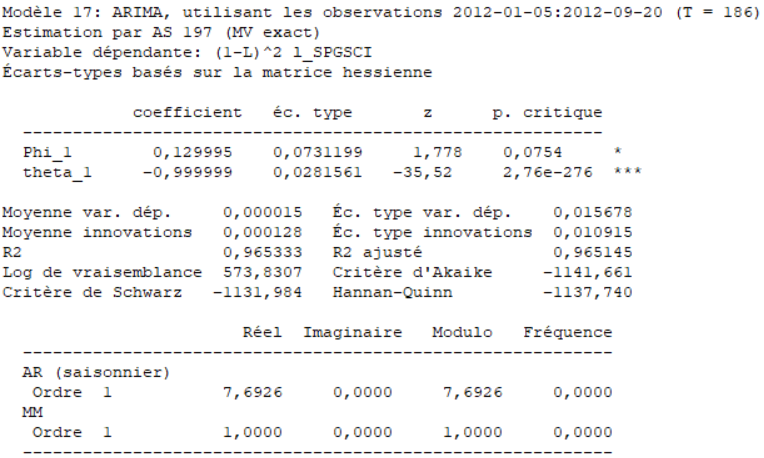 Modèle 17: ARIMA, utilisant les observations 2012-01-05:2012-09-20 (T = 186)
Estimation par AS 197 (MV exact)
Variable dépendante: (1-L)^2 l_SPGSCI
Écarts-types basés sur la matrice hessienne
coefficient éc. type z p. critique
---------------------------------------------------------
Phi_1 0,129995 0,0731199 1,778 0,0754 *
theta_1 -0,999999 0,0281561 -35,52 2,76e-276 ***
Moyenne var. dép. 0,000015 Éc. type var. dép. 0,015678
Moyenne innovations 0,000128 Éc. type innovations 0,010915
R2 0,965333 R2 ajusté 0,965145
Log de vraisemblance 573,8307 Critère d'Akaike -1141,661
Critère de Schwarz -1131,984 Hannan-Quinn -1137,740
Réel Imaginaire Modulo Fréquence
----------------------------------------------------------
AR (saisonnier)
Ordre 1 7,6926 0,0000 7,6926 0,0000
MM
Ordre 1 1,0000 0,0000 1,0000 0,0000
----------------------------------------------------------